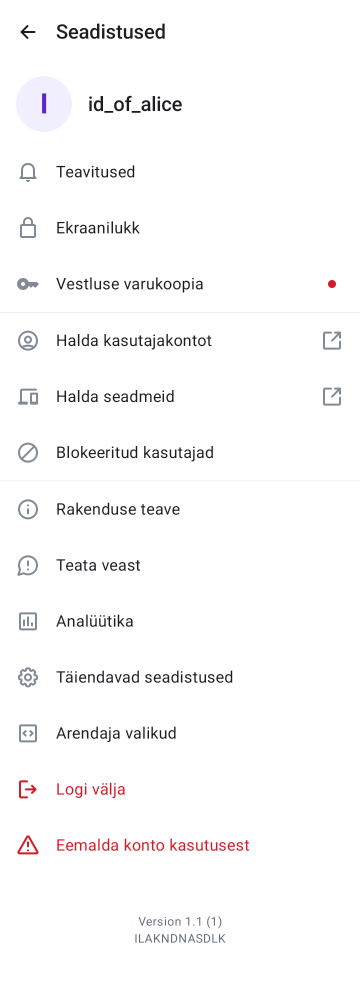 Seadistused
I
id_of_alice
Teavitused
Ekraanilukk
Vestluse varukoopia
Halda kasutajakontot
Halda seadmeid
Blokeeritud kasutajad
Rakenduse teave
Teata veast
Analüütika
Täiendavad seadistused
Arendaja valikud
Logi välja
Eemalda konto kasutusest
Version 1.1 (1)
ILAKNDNASDLK